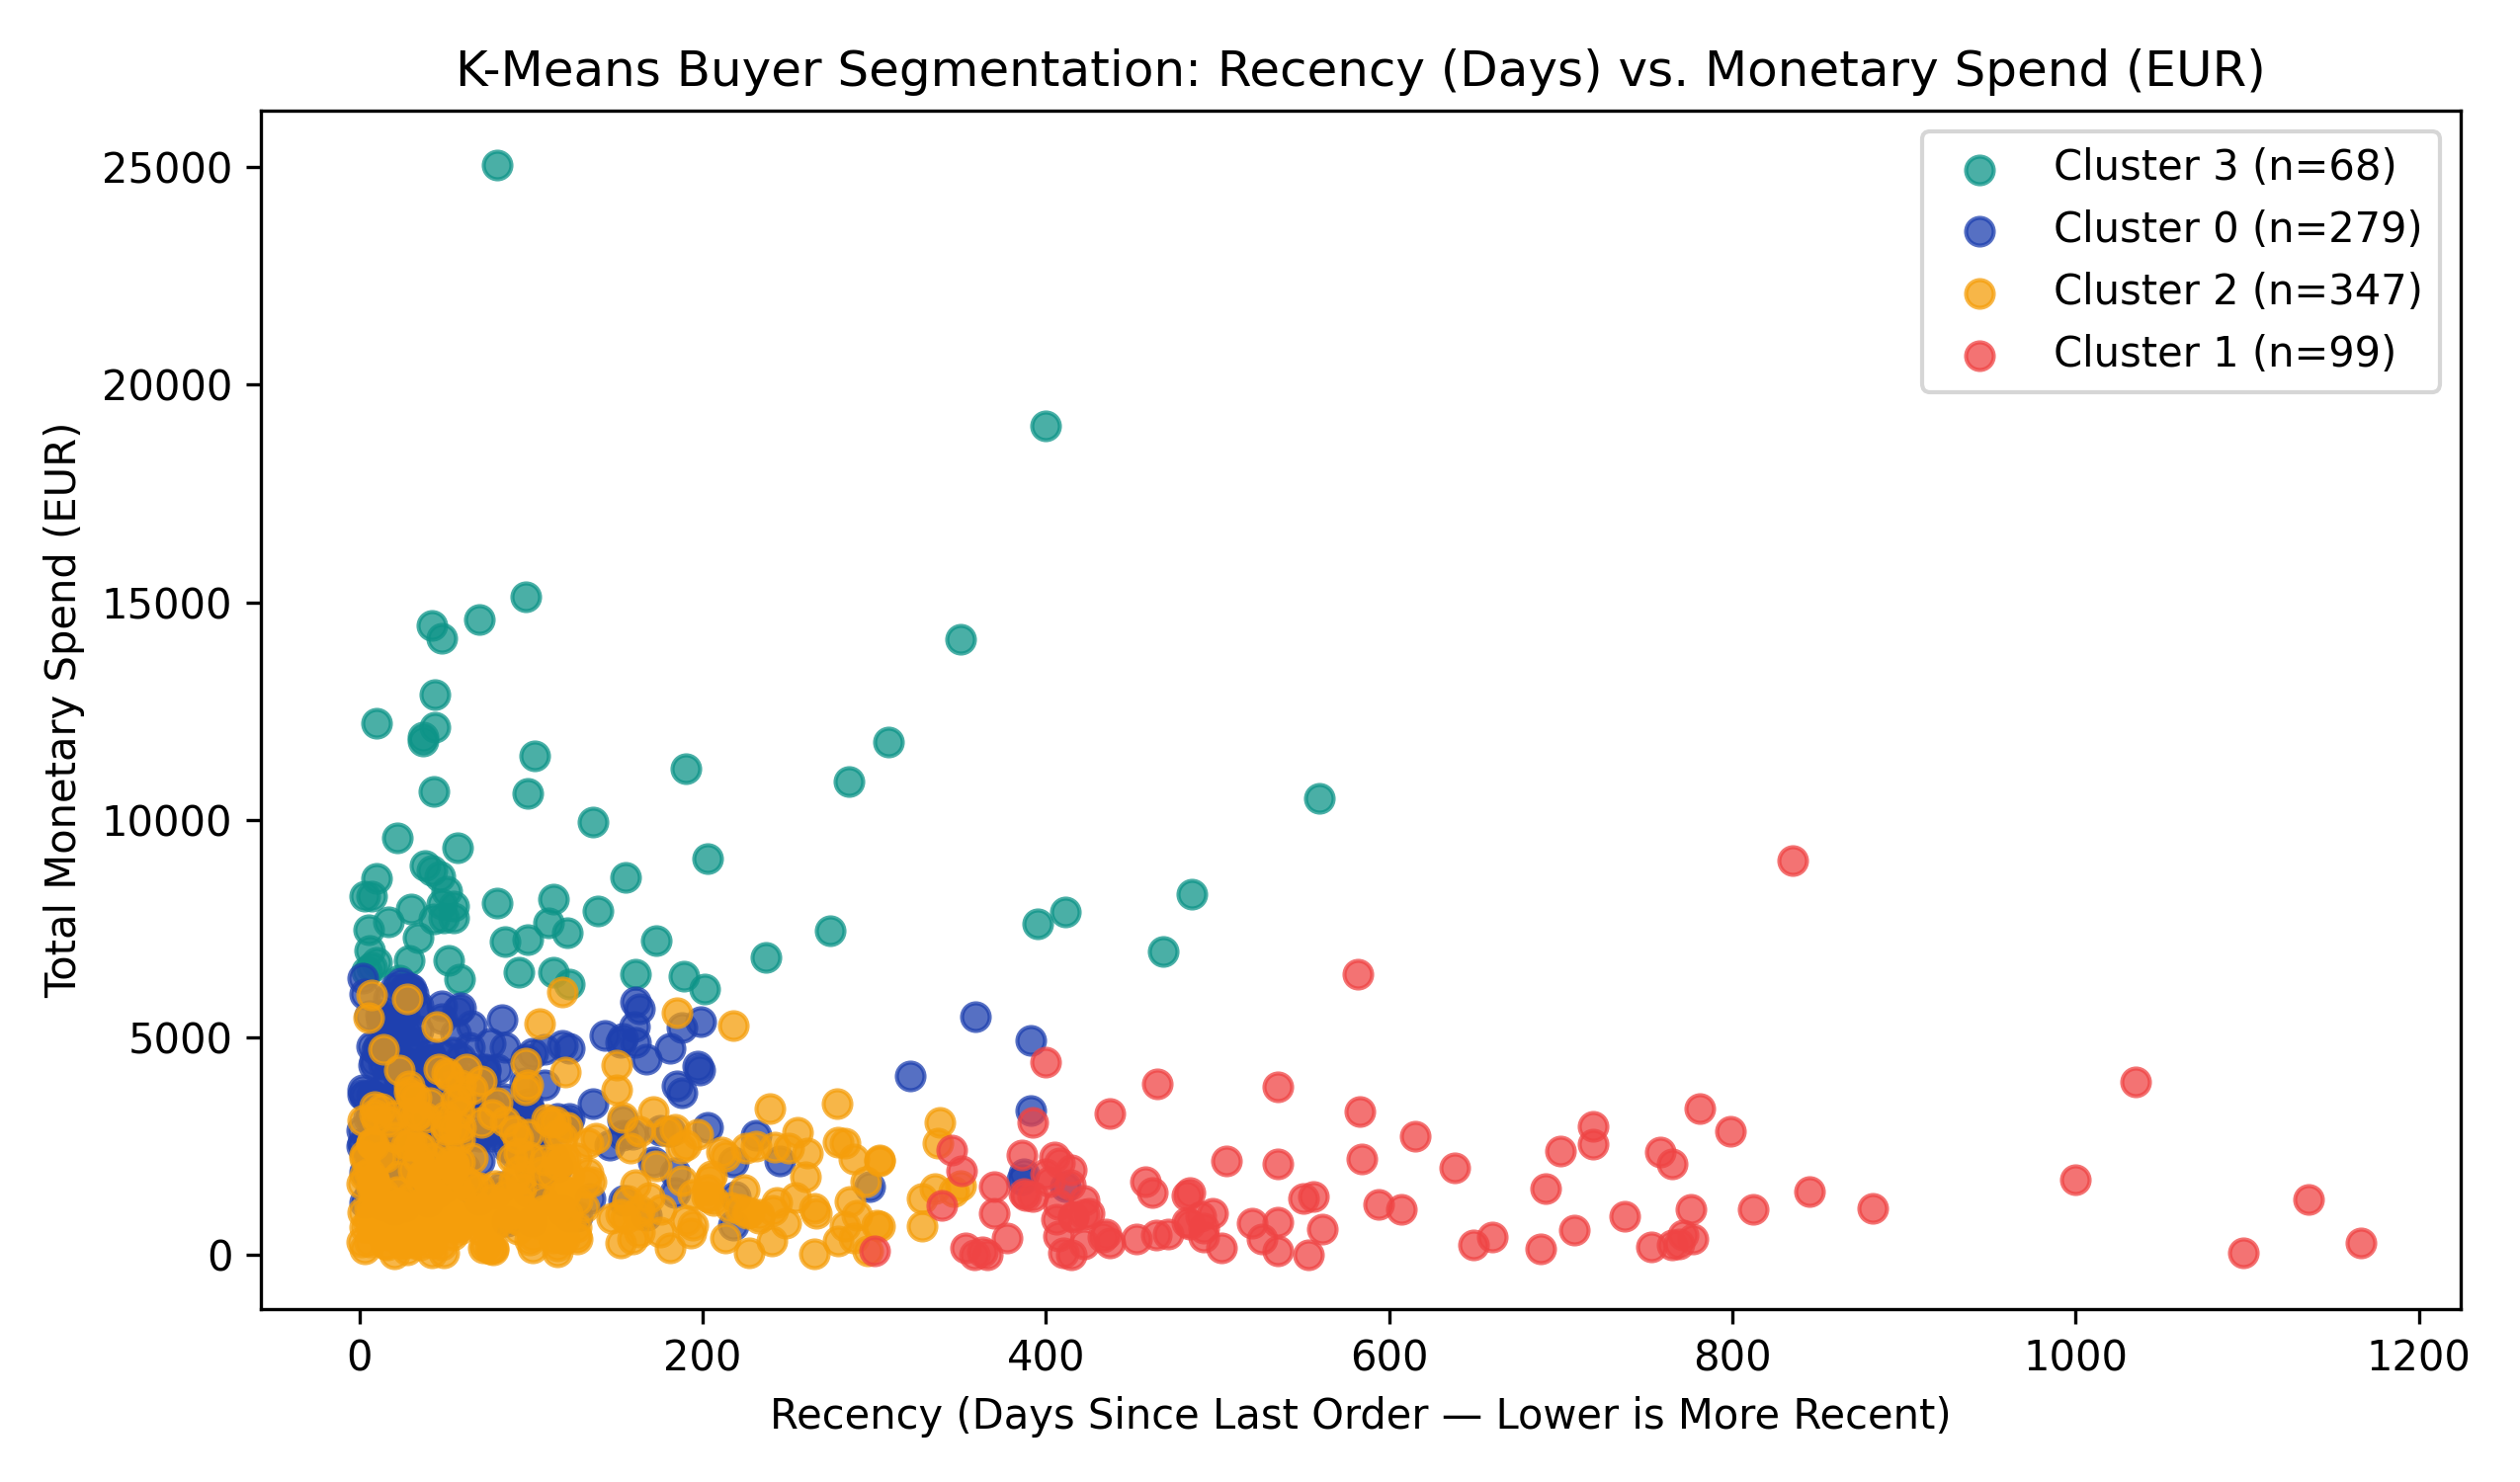 K-Means Buyer Segmentation: Recency (Days) vs. Monetary Spend (EUR)
Cluster 3 (n=68)
Cluster 0 (n=279)
Cluster 2 (n=347)
Cluster 1 (n=99)
Total Monetary Spend (EUR)
25000
20000
15000
10000
5000
0
0 200 400 600 800 1000 1200
Recency (Days Since Last Order — Lower is More Recent)